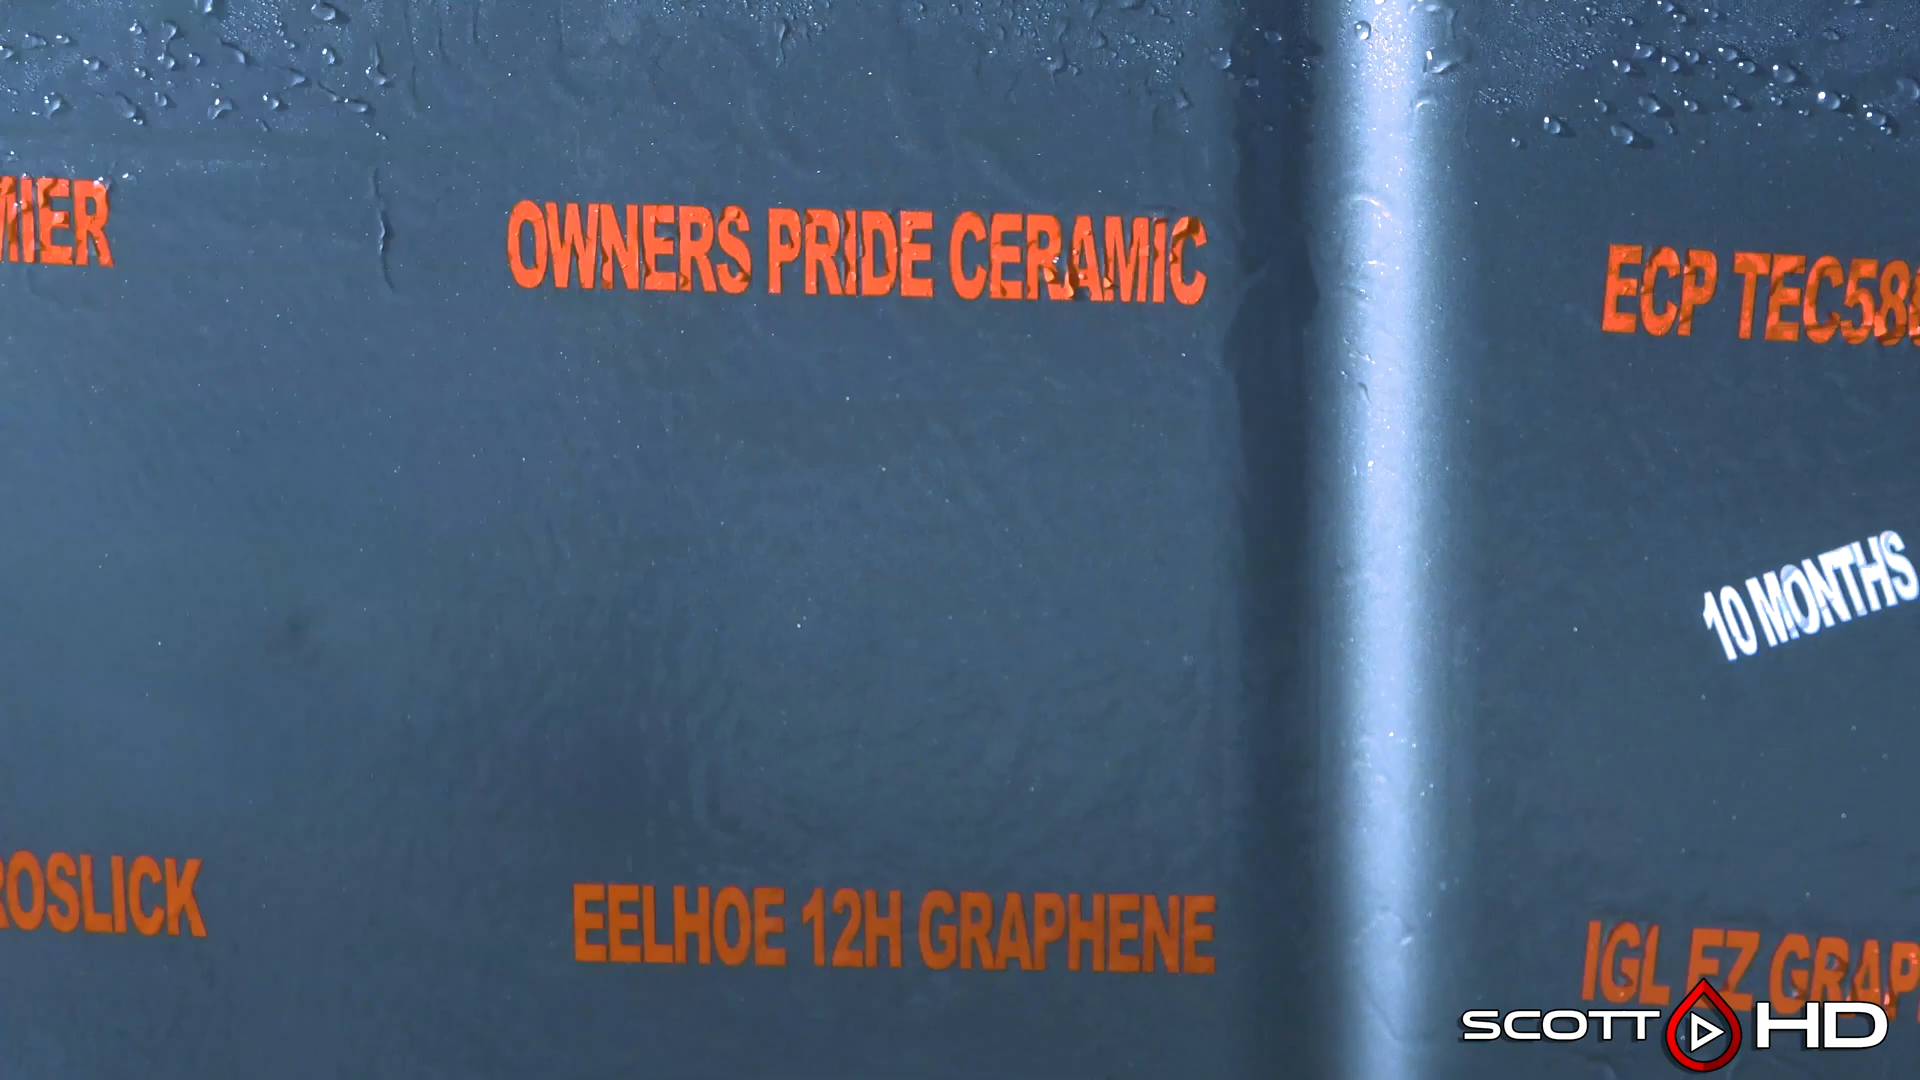 MIER
OWNERS PRIDE CERAMIC
ECP TEC58
10 MONTHS
ROSLICK
EELHOE 12H GRAPHENE
IGL EZ GRAP
SCOTT HD